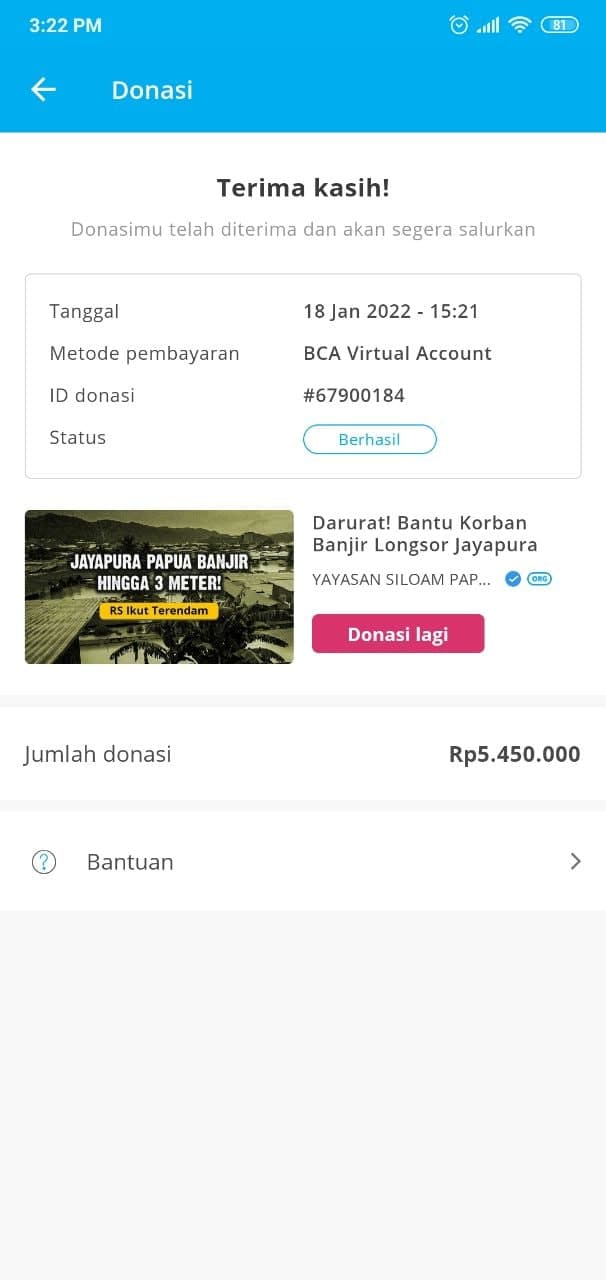 3:22 PM
81
Donasi
Terima kasih!
Donasimu telah diterima dan akan segera salurkan
Tanggal 18 Jan 2022 - 15:21
Metode pembayaran BCA Virtual Account
ID donasi #67900184
Status Berhasil
JAYAPURA PAPUA BANJIR
HINGGA 3 METER!
RS Ikut Terendam
Darurat! Bantu Korban
Banjir Longsor Jayapura
YAYASAN SILOAM PAP... ORG
Donasi lagi
Jumlah donasi Rp5.450.000
? Bantuan